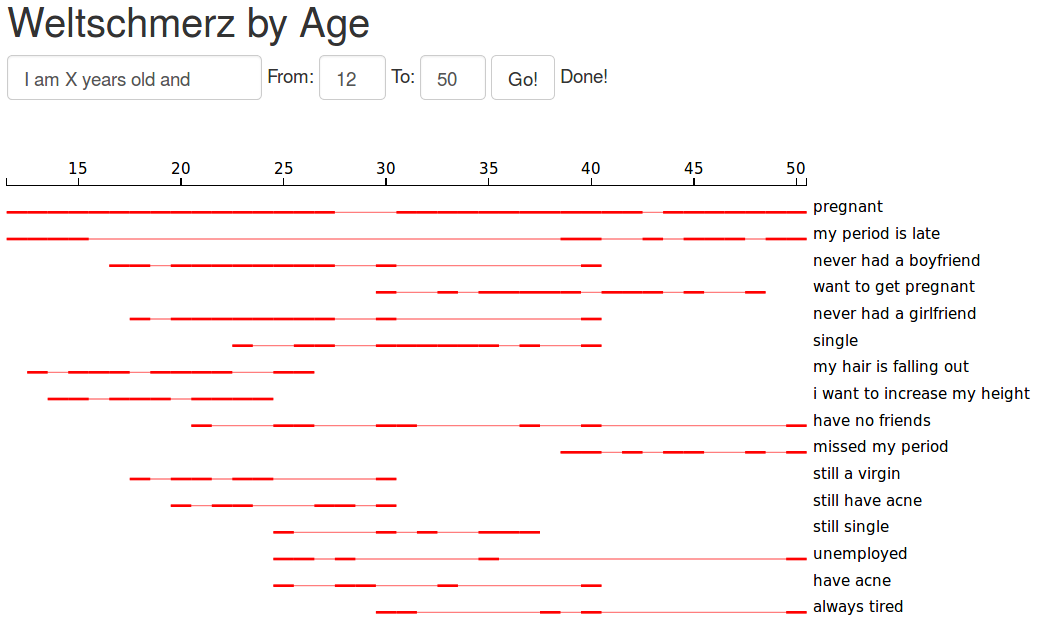 Weltschmerz by Age
I am X years old and From: 12 To: 50 Go! Done!
15 20 25 30 35 40 45 50
pregnant
my period is late
never had a boyfriend
want to get pregnant
never had a girlfriend
single
my hair is falling out
i want to increase my height
have no friends
missed my period
still a virgin
still have acne
still single
unemployed
have acne
always tired